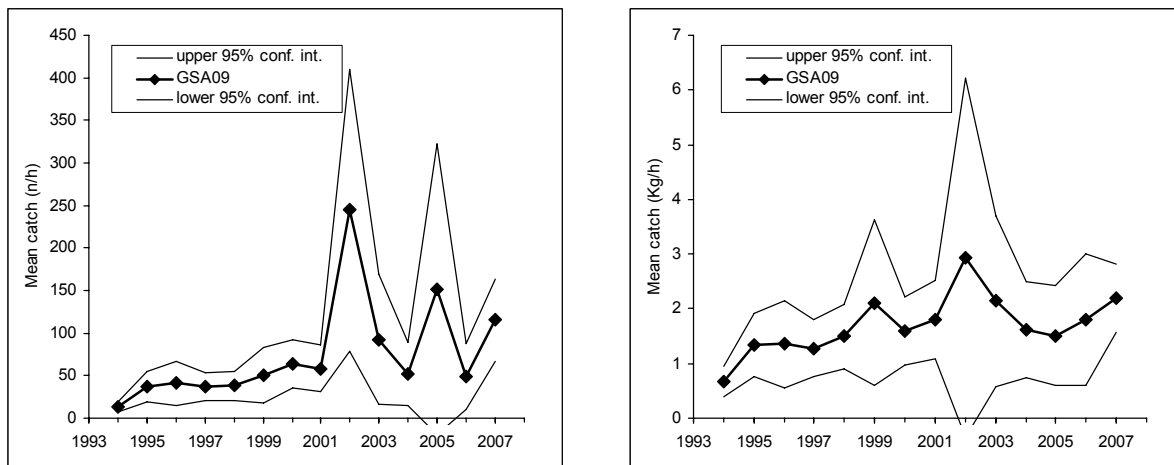 450
400
350
300
250
200
150
100
50
0
Mean catch (n/h)
upper 95% conf. int.
GSA09
lower 95% conf. int.
1993 1995 1997 1999 2001 2003 2005 2007
7
6
5
4
3
2
1
0
Mean catch (Kg/h)
upper 95% conf. int.
GSA09
lower 95% conf. int.
1993 1995 1997 1999 2001 2003 2005 2007